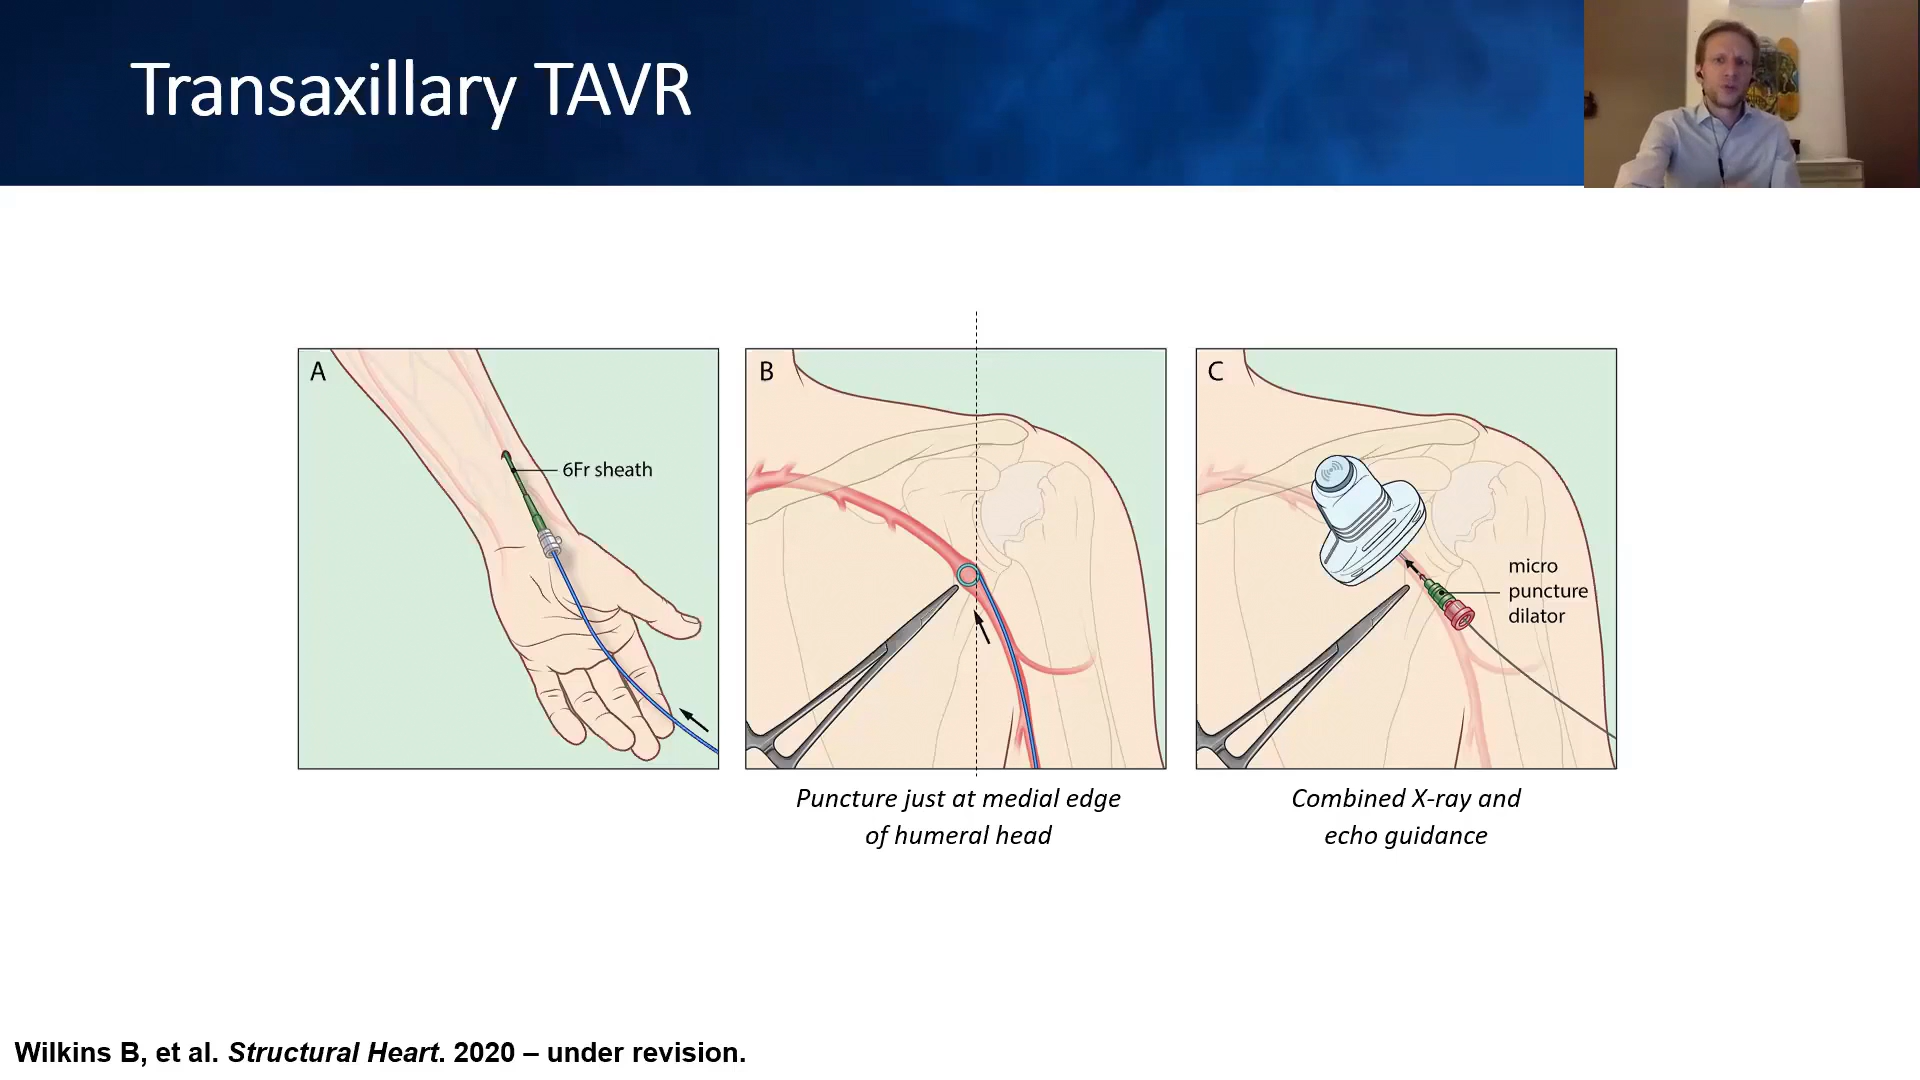 Transaxillary TAVR
A
6Fr sheath
B
C
micro
puncture
dilator
Puncture just at medial edge
of humeral head
Combined X-ray and
echo guidance
Wilkins B, et al. Structural Heart. 2020 – under revision.